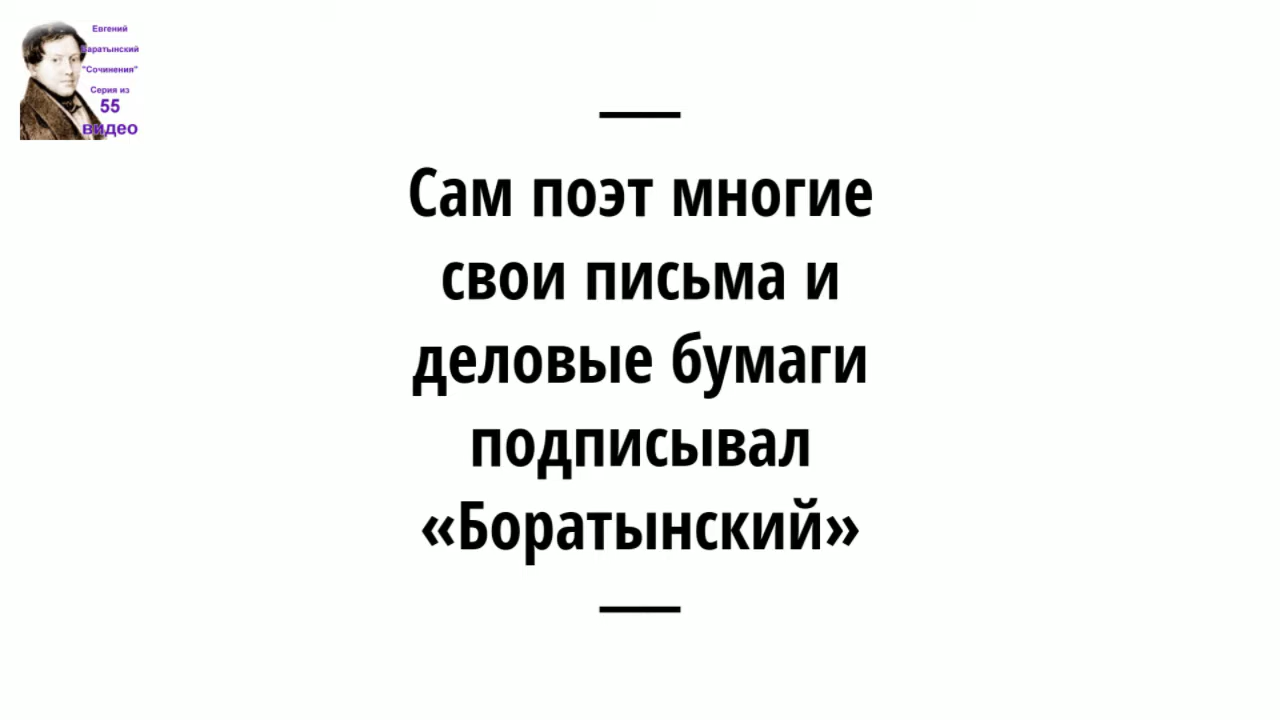 Евгений
Баратынский
"Сочинения"
Серия из
55
видео
Сам поэт многие
свои письма и
деловые бумаги
подписывал
«Боратынский»